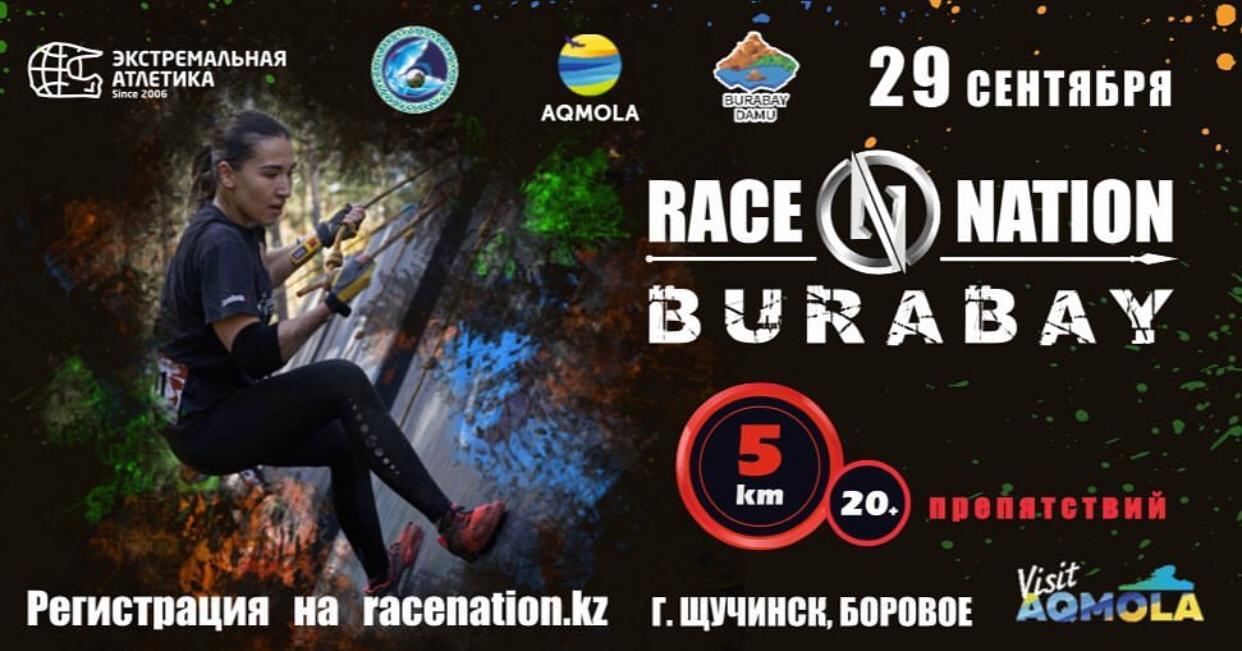 ЭКСТРЕМАЛЬНАЯ
АТЛЕТИКА
Since 2006
AQMOLA
BURABAY
DAMU
29 СЕНТЯБРЯ
RACE NATION
BURABAY
5
km
20+
препятствий
Регистрация на racenation.kz
Г. ЩУЧИНСК, БОРОВОЕ
Visit
AQMOLA